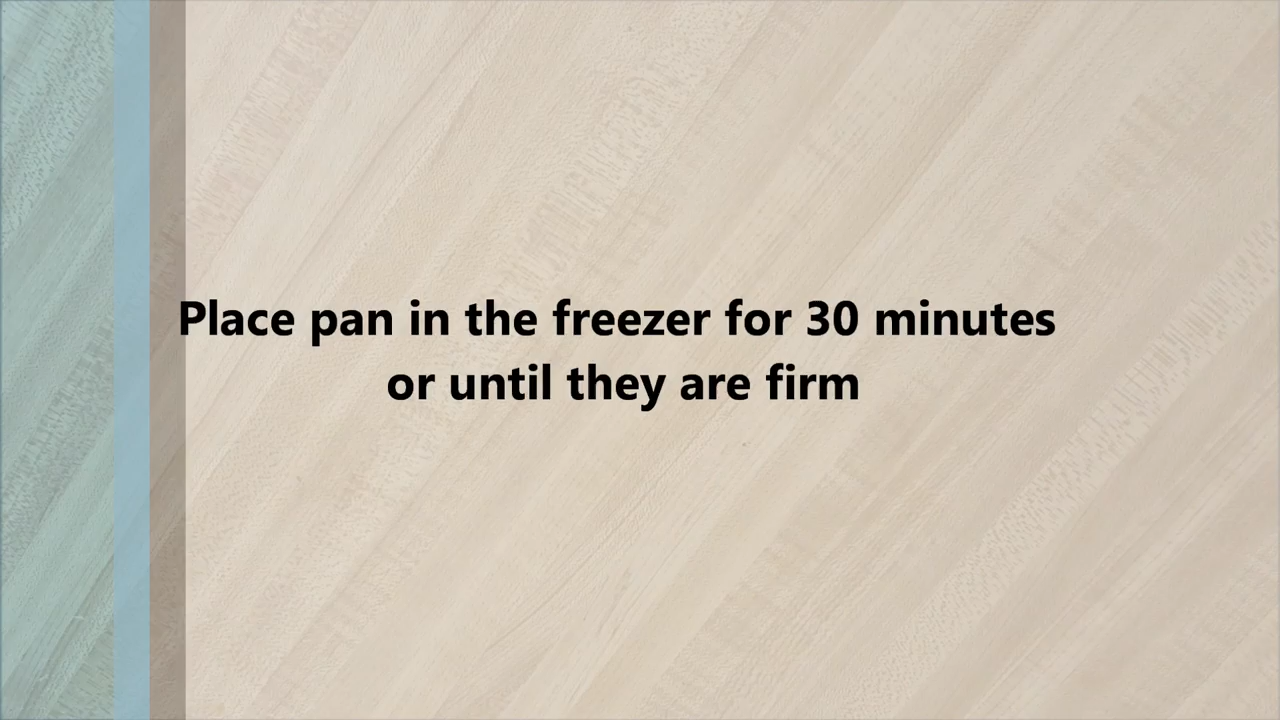 Place pan in the freezer for 30 minutes
or until they are firm